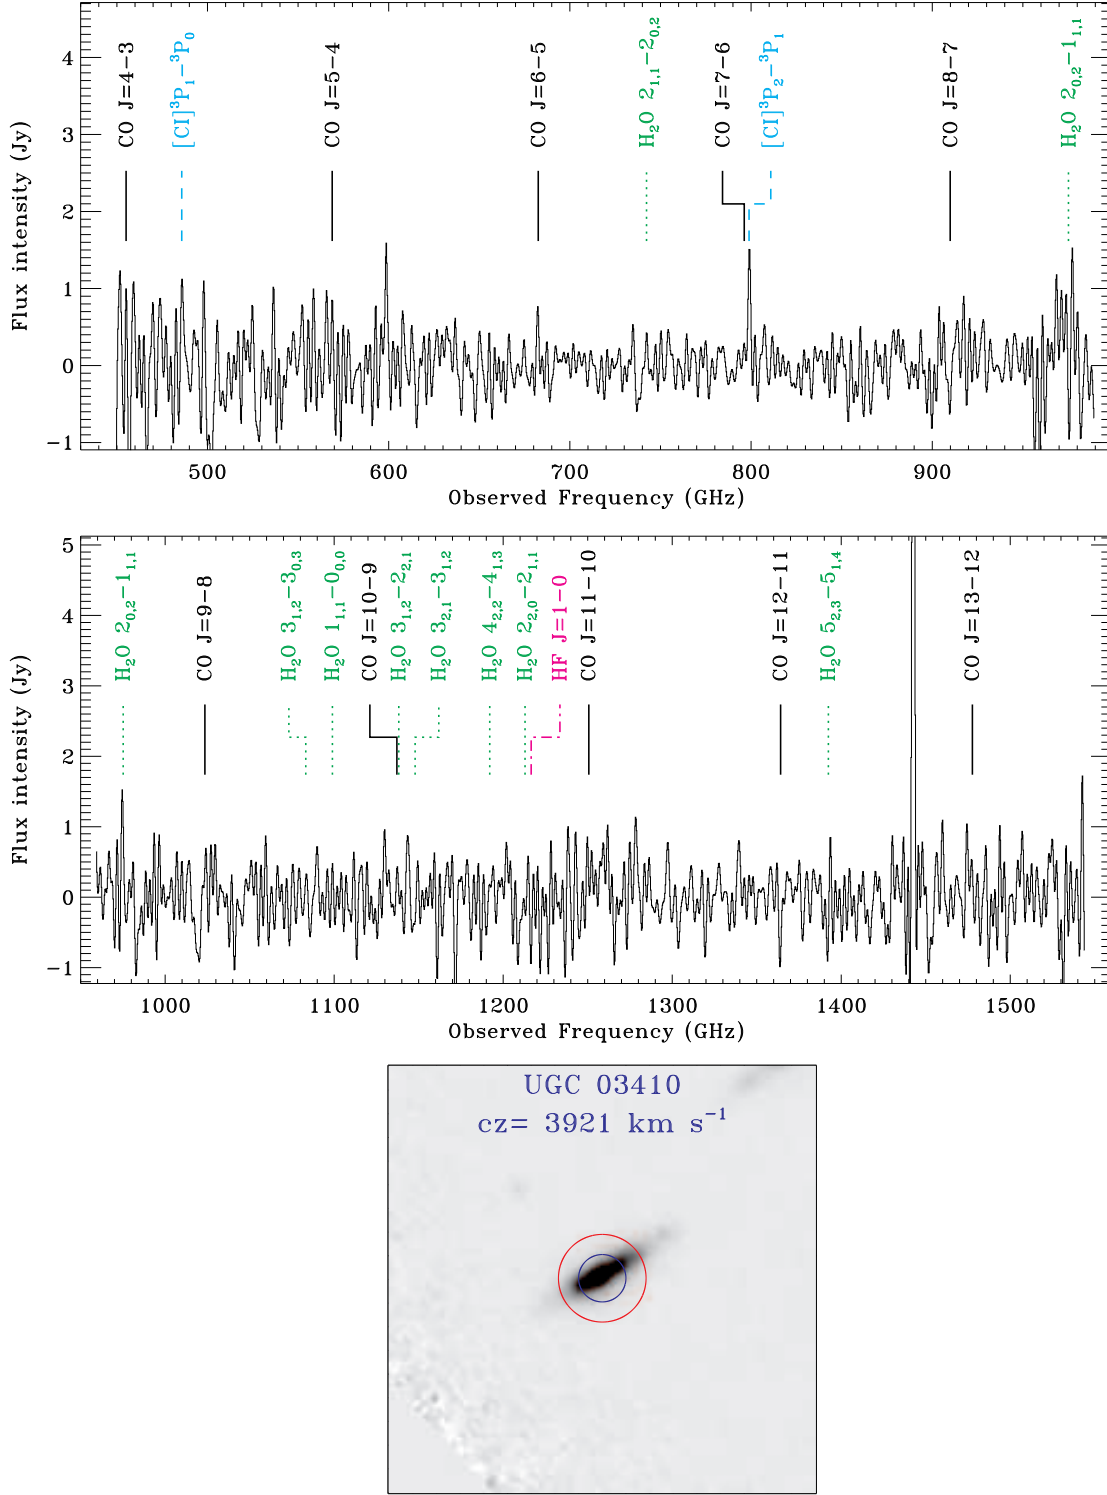 CO J=4-3
[CI]³P₁-³P₀
CO J=5-4
CO J=6-5
H₂O 2₁,₁-2₀,₂
CO J=7-6
[CI]³P₂-³P₁
CO J=8-7
H₂O 2₀,₂-1₁,₁
Flux intensity (Jy)
4
3
2
1
0
-1
500 600 700 800 900
Observed Frequency (GHz)
H₂O 2₀,₂-1₁,₁
CO J=9-8
H₂O 3₁,₂-3₀,₃
H₂O 1₁,₁-0₀,₀
CO J=10-9
H₂O 3₁,₂-2₂,₁
H₂O 3₂,₁-3₁,₂
H₂O 4₂,₂-4₁,₃
H₂O 2₂,₀-2₁,₁
HF J=1-0
CO J=11-10
CO J=12-11
H₂O 5₂,₃-5₁,₄
CO J=13-12
Flux intensity (Jy)
5
4
3
2
1
0
-1
1000 1100 1200 1300 1400 1500
Observed Frequency (GHz)
UGC 03410
cz= 3921 km s⁻¹